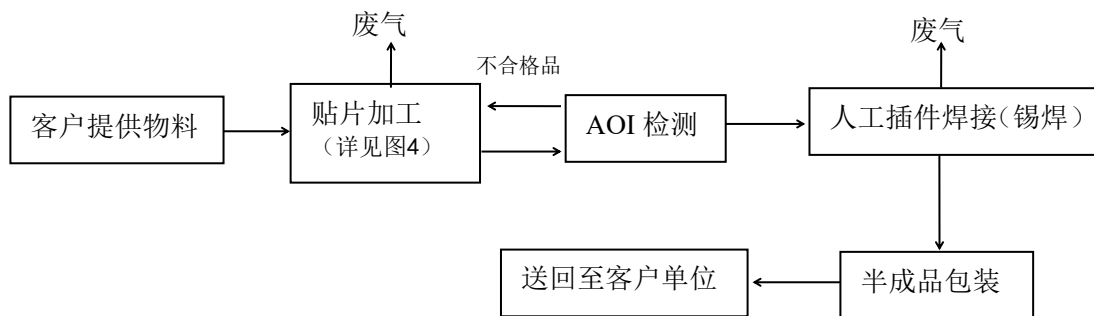 废气
废气
不合格品
客户提供物料
贴片加工
（详见图4）
AOI 检测
人工插件焊接（锡焊）
送回至客户单位
半成品包装